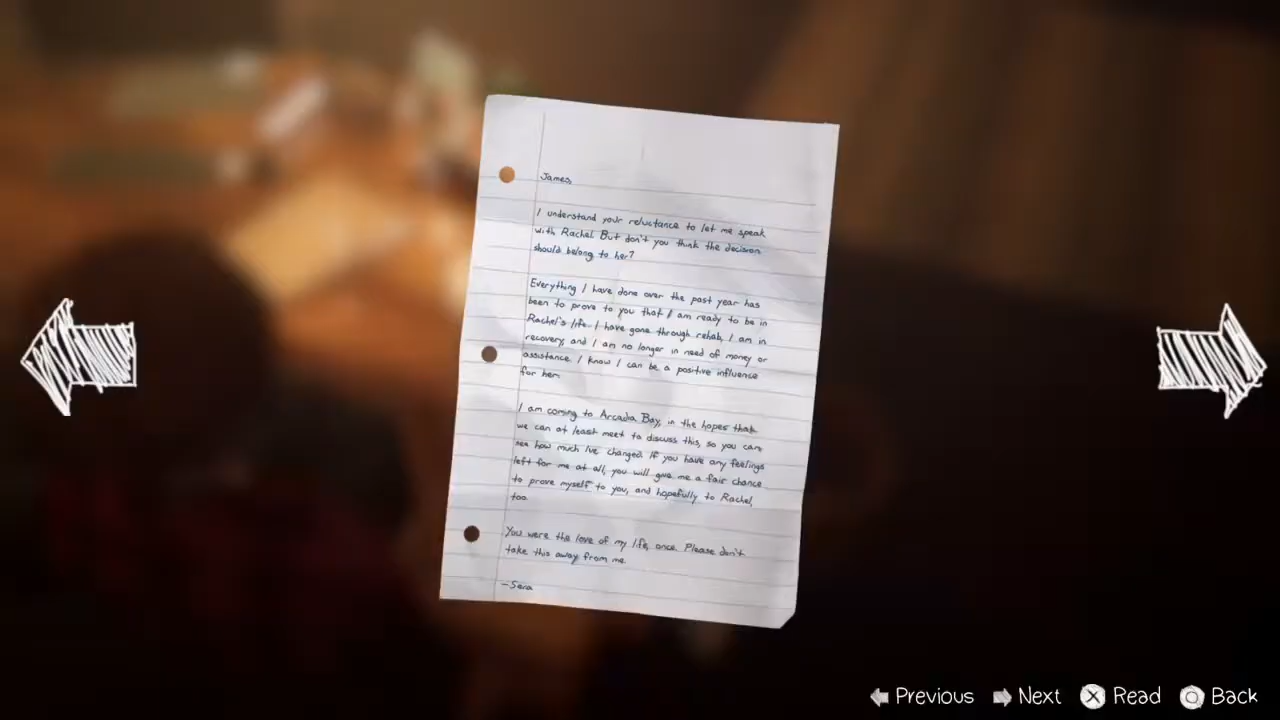 James,
I understand your reluctance to let me speak
with Rachel. But don't you think the decision
should belong to her?
Everything I have done over the past year has
been to prove to you that I am ready to be in
Rachel's life. I have gone through rehab, I am in
recovery, and I am no longer in need of money or
assistance. I know I can be a positive influence
for her.
I am coming to Arcadia Bay, in the hopes that
we can at least meet to discuss this, so you can
see how much I've changed. If you have any feelings
left for me at all, you will give me a fair chance
to prove myself to you, and hopefully to Rachel,
too.
You were the love of my life, once. Please don't
take this away from me.
—Sera
Previous Next Read Back